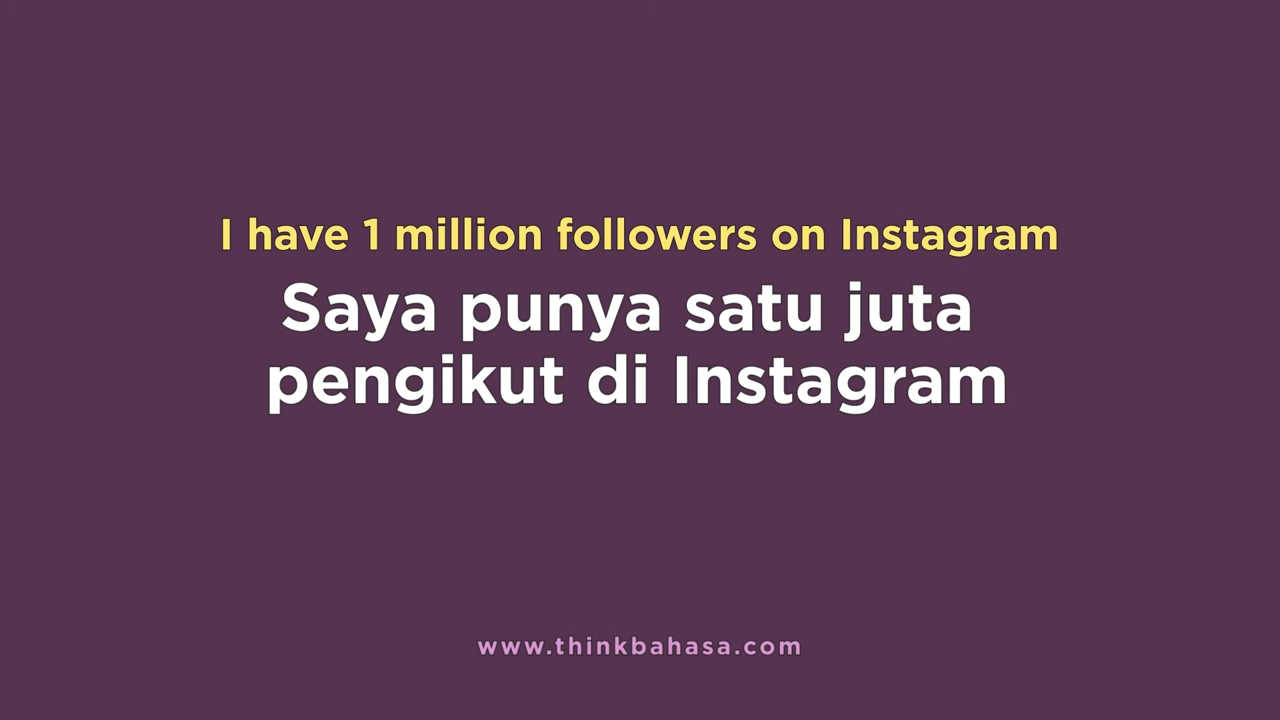 I have 1 million followers on Instagram
Saya punya satu juta
pengikut di Instagram
www.thinkbahasa.com